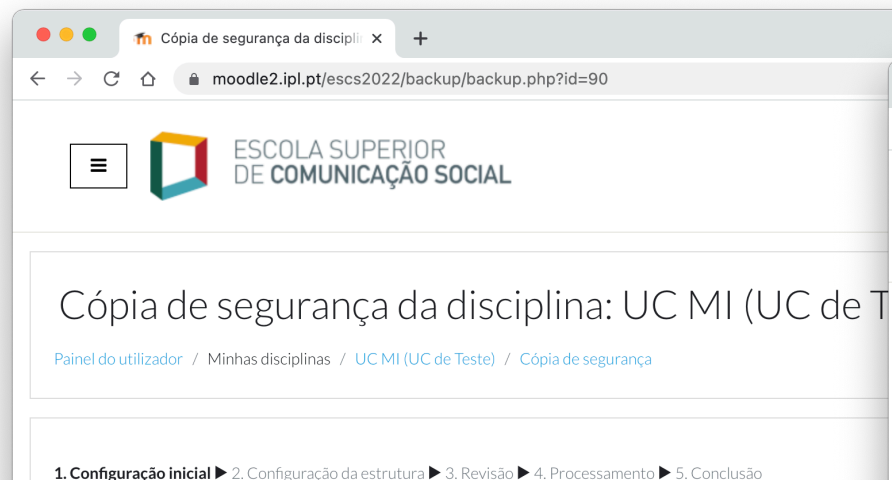 Cópia de segurança da discipli
moodle2.ipl.pt/escs2022/backup/backup.php?id=90
ESCOLA SUPERIOR
DE COMUNICAÇÃO SOCIAL
Cópia de segurança da disciplina: UC MI (UC de T
Painel do utilizador / Minhas disciplinas / UC MI (UC de Teste) / Cópia de segurança
1. Configuração inicial ► 2. Configuração da estrutura ► 3. Revisão ► 4. Processamento ► 5. Conclusão